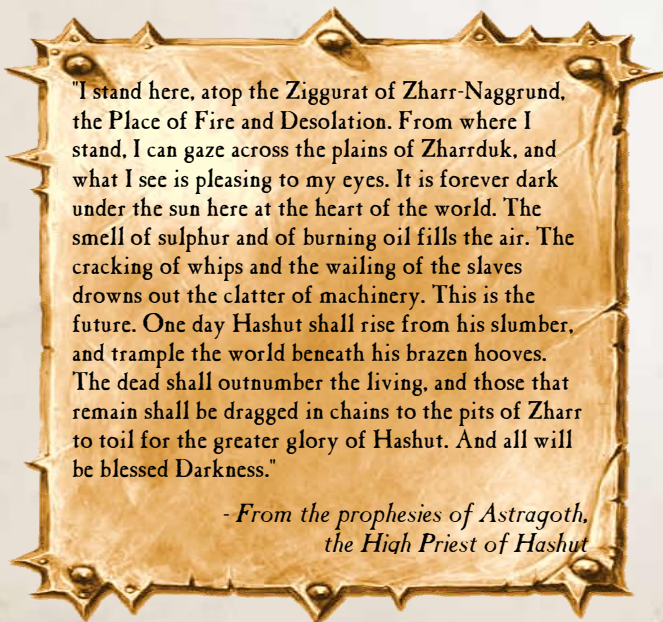 "I stand here, atop the Ziggurat of Zharr-Naggrund,
the Place of Fire and Desolation. From where I
stand, I can gaze across the plains of Zharrduk, and
what I see is pleasing to my eyes. It is forever dark
under the sun here at the heart of the world. The
smell of sulphur and of burning oil fills the air. The
cracking of whips and the wailing of the slaves
drowns out the clatter of machinery. This is the
future. One day Hashut shall rise from his slumber,
and trample the world beneath his brazen hooves.
The dead shall outnumber the living, and those that
remain shall be dragged in chains to the pits of Zharr
to toil for the greater glory of Hashut. And all will
be blessed Darkness."
- From the prophesies of Astragoth,
the High Priest of Hashut